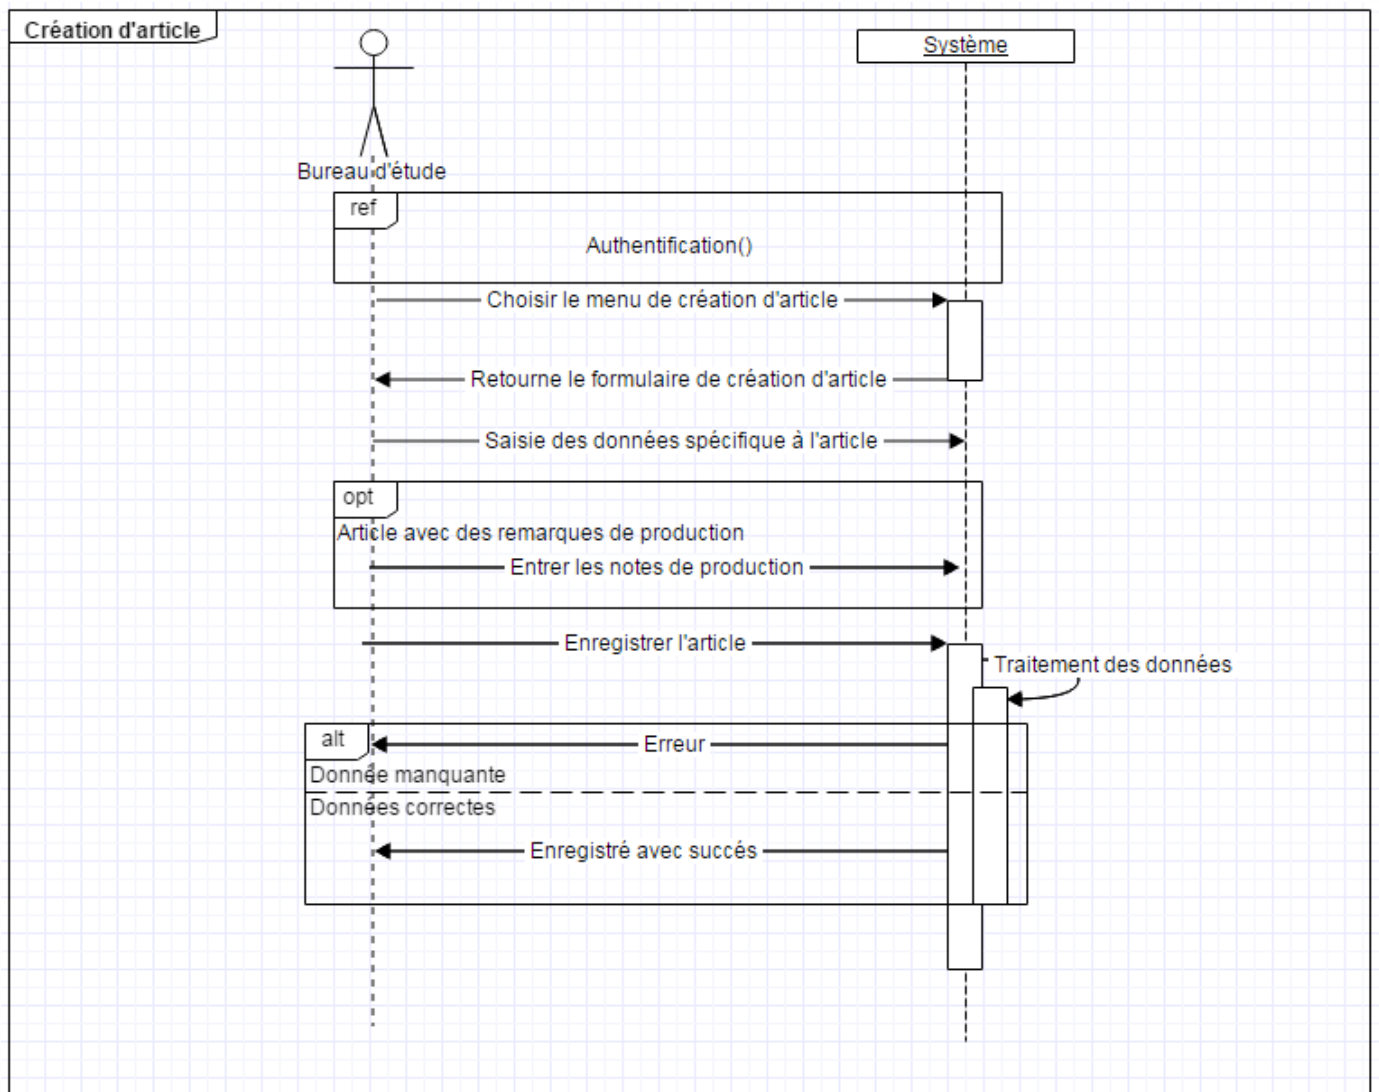 Création d'article
Système
Bureau d'étude
ref
Authentification()
Choisir le menu de création d'article
Retourne le formulaire de création d'article
Saisie des données spécifique à l'article
opt
Article avec des remarques de production
Entrer les notes de production
Enregistrer l'article
Traitement des données
alt
Erreur
Donnée manquante
Données correctes
Enregistré avec succés